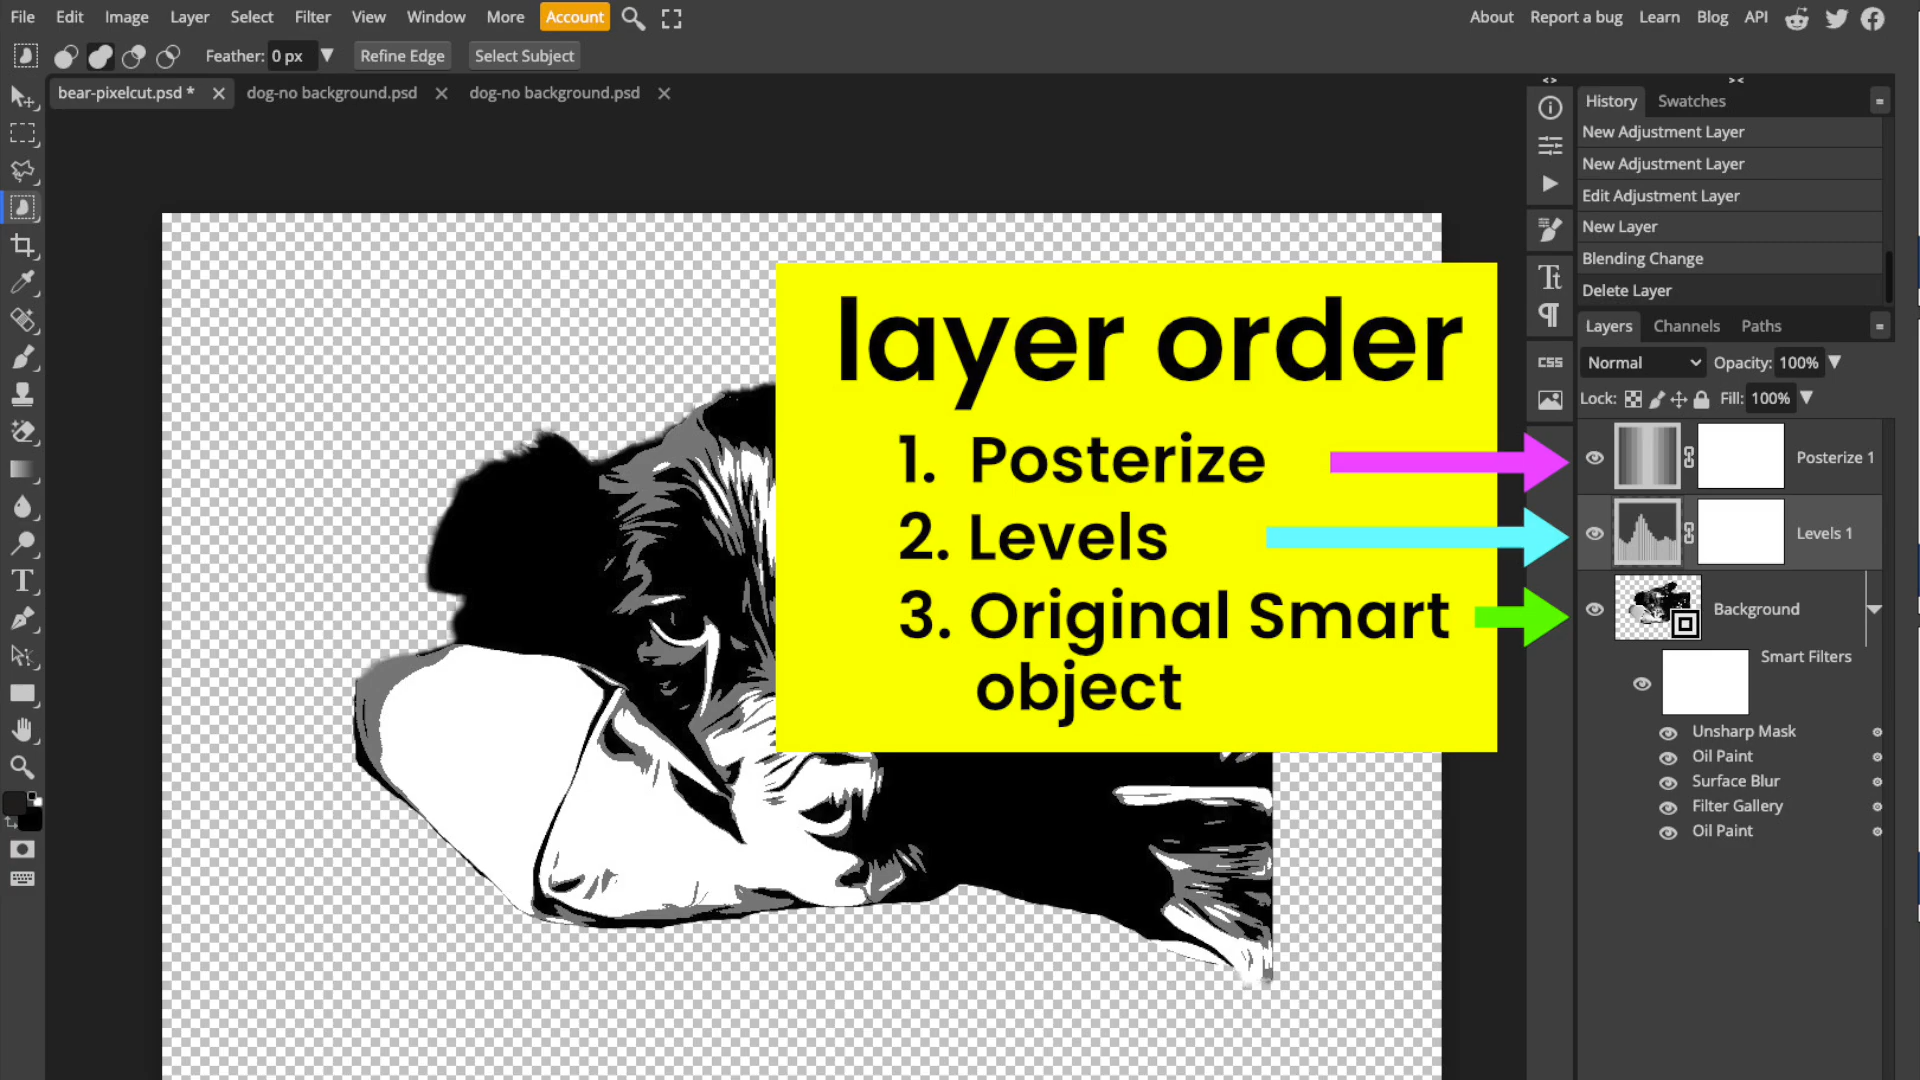 File Edit Image Layer Select Filter View Window More Account
About Report a bug Learn Blog API
Feather: 0 px Refine Edge Select Subject
bear-pixelcut.psd *
dog-no background.psd
dog-no background.psd
layer order
1. Posterize
2. Levels
3. Original Smart
object
CSS
History Swatches
New Adjustment Layer
New Adjustment Layer
Edit Adjustment Layer
New Layer
Blending Change
Delete Layer
Layers Channels Paths
Normal Opacity: 100%
Lock: Fill: 100%
Posterize 1
Levels 1
Background
Smart Filters
Unsharp Mask
Oil Paint
Surface Blur
Filter Gallery
Oil Paint